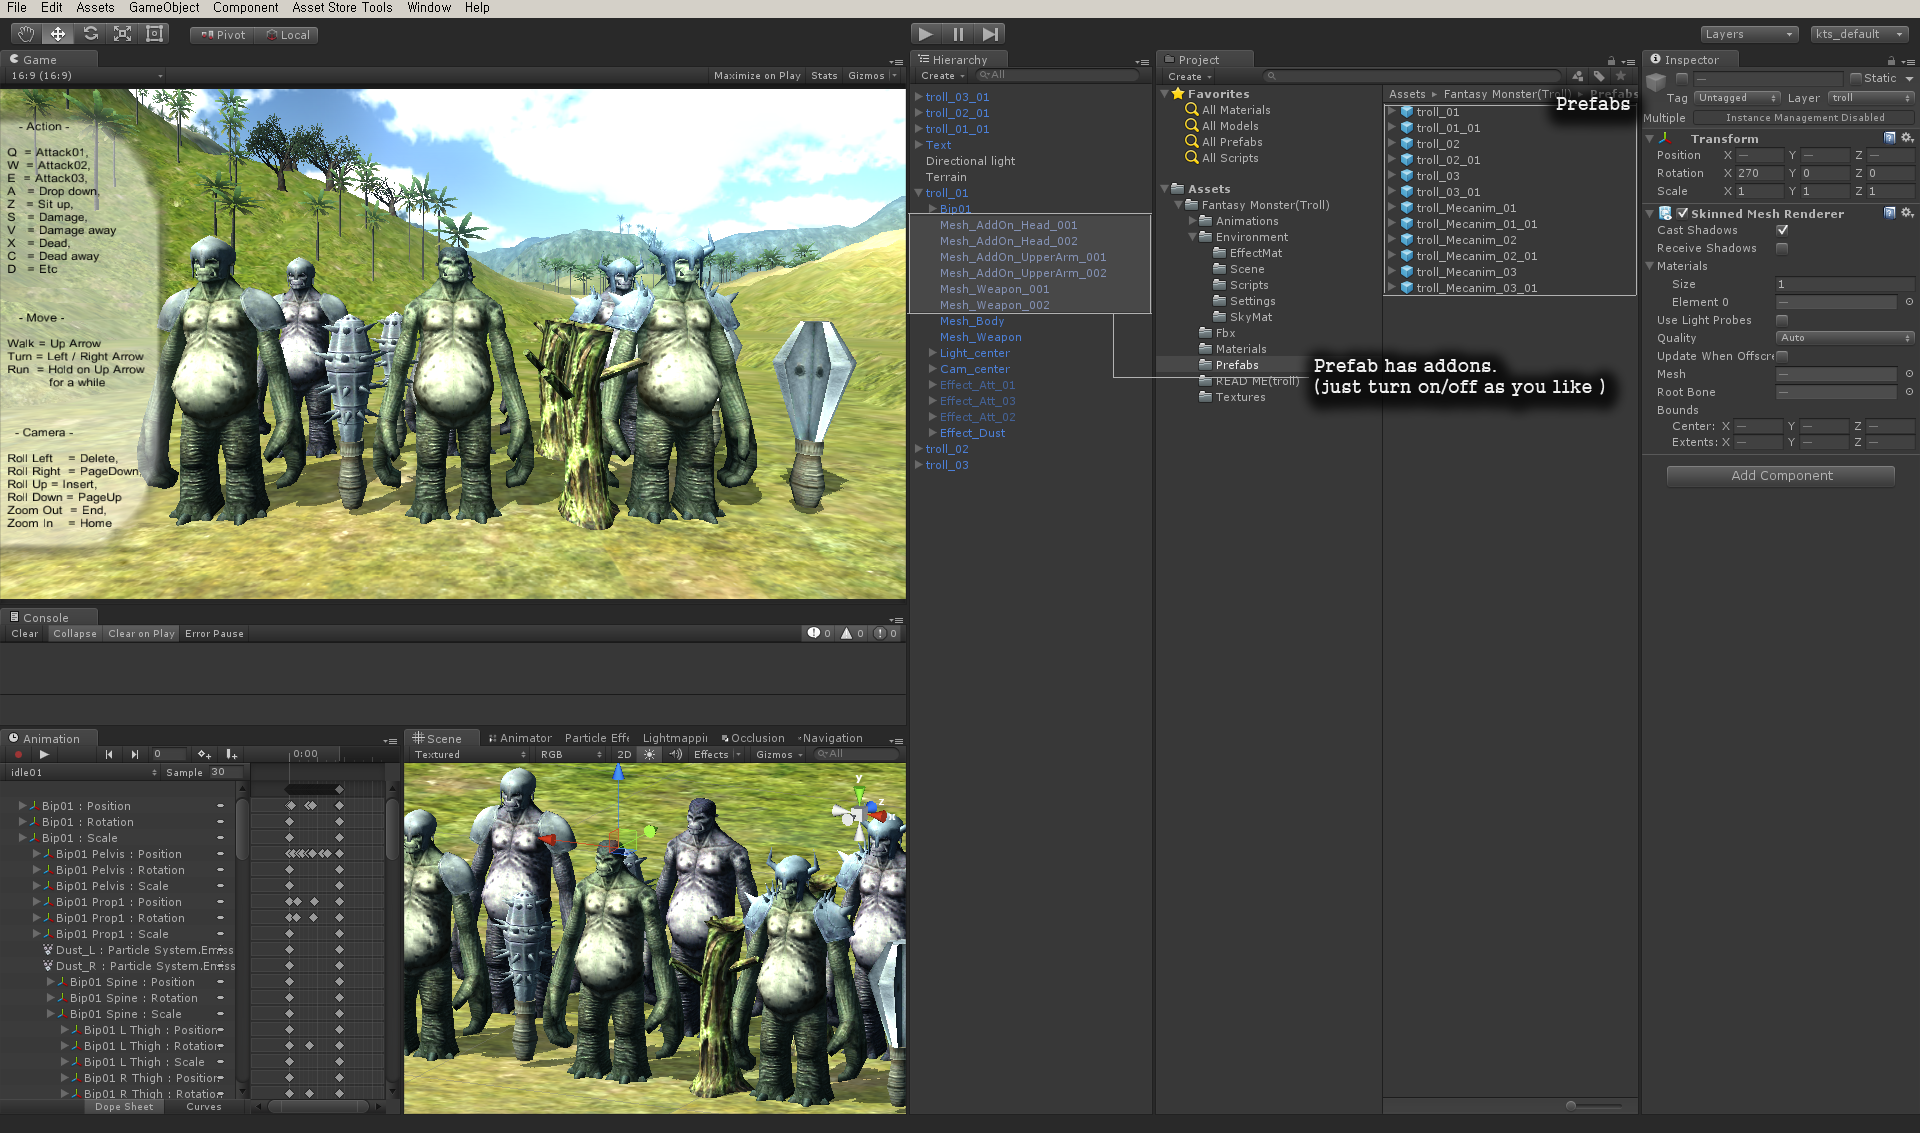 File Edit Assets GameObject Component Asset Store Tools Window Help
Pivot Local
Layers kts_default
Game
16:9 (16:9) Maximize on Play Stats Gizmos
- Action -
Q = Attack01,
W = Attack02,
E = Attack03,
A = Drop down,
Z = Sit up,
S = Damage,
V = Damage away
X = Dead,
C = Dead away
D = Etc
- Move -
Walk = Up Arrow
Turn = Left / Right Arrow
Run = Hold on Up Arrow
for a while
- Camera -
Roll Left = Delete,
Roll Right = PageDown,
Roll Up = Insert,
Roll Down = PageUp
Zoom Out = End,
Zoom In = Home
Console
Clear Collapse Clear on Play Error Pause 0 0 0
Animation
0 0:00
idle01 Sample 30
Bip01 : Position
Bip01 : Rotation
Bip01 : Scale
Bip01 Pelvis : Position
Bip01 Pelvis : Rotation
Bip01 Pelvis : Scale
Bip01 Prop1 : Position
Bip01 Prop1 : Rotation
Bip01 Prop1 : Scale
Dust_L : Particle System.Emiss
Dust_R : Particle System.Emiss
Bip01 Spine : Position
Bip01 Spine : Rotation
Bip01 Spine : Scale
Bip01 L Thigh : Position
Bip01 L Thigh : Rotation
Bip01 L Thigh : Scale
Bip01 R Thigh : Position
Bip01 R Thigh : Rotation
Dope Sheet Curves
Scene Animator Particle Effe Lightmappi Occlusion Navigation
Textured RGB 2D Effects Gizmos All
y
z
x
Hierarchy
Create All
troll_03_01
troll_02_01
troll_01_01
Text
Directional light
Terrain
troll_01
Bip01
Mesh_AddOn_Head_001
Mesh_AddOn_Head_002
Mesh_AddOn_UpperArm_001
Mesh_AddOn_UpperArm_002
Mesh_Weapon_001
Mesh_Weapon_002
Mesh_Body
Mesh_Weapon
Light_center
Cam_center
Effect_Att_01
Effect_Att_03
Effect_Att_02
Effect_Dust
troll_02
troll_03
Project
Create
Favorites
All Materials
All Models
All Prefabs
All Scripts
Assets
Fantasy Monster(Troll)
Animations
Environment
EffectMat
Scene
Scripts
Settings
SkyMat
Fbx
Materials
Prefabs
READ ME(troll)
Textures
Assets Fantasy Monster(Troll) Prefabs
Prefabs
troll_01
troll_01_01
troll_02
troll_02_01
troll_03
troll_03_01
troll_Mecanim_01
troll_Mecanim_01_01
troll_Mecanim_02
troll_Mecanim_02_01
troll_Mecanim_03
troll_Mecanim_03_01
Prefab has addons.
(just turn on/off as you like )
Inspector
— Static
Tag Untagged Layer troll
Multiple Instance Management Disabled
Transform
Position X — Y — Z —
Rotation X 270 Y 0 Z 0
Scale X 1 Y 1 Z 1
Skinned Mesh Renderer
Cast Shadows
Receive Shadows
Materials
Size 1
Element 0 —
Use Light Probes
Quality Auto
Update When Offscre
Mesh —
Root Bone —
Bounds
Center: X — Y — Z —
Extents: X — Y — Z —
Add Component